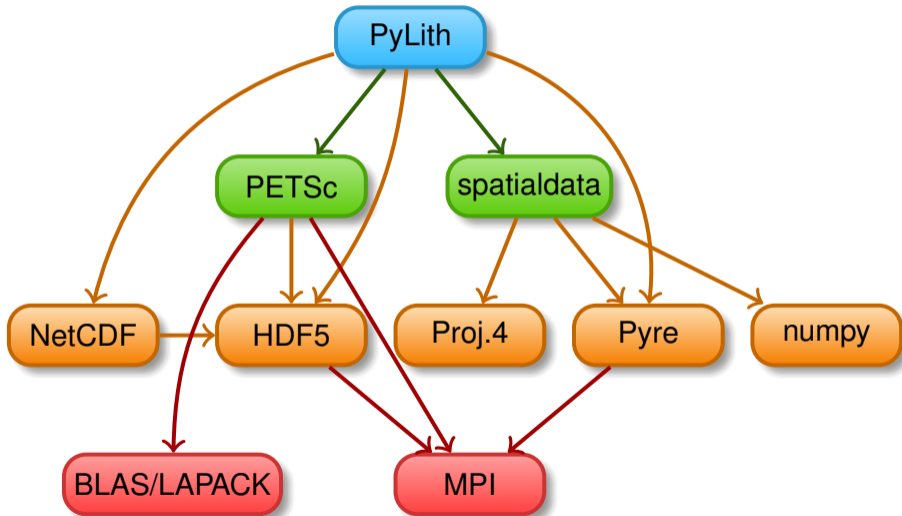 PyLith
PETSc
spatialdata
NetCDF
HDF5
Proj.4
Pyre
numpy
BLAS/LAPACK
MPI